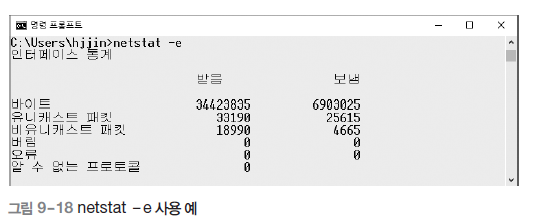 명령 프롬프트
C:\Users\hjjin>netstat -e
인터페이스 통계
받음 보냄
바이트 34423835 6903025
유니캐스트 패킷 33190 25615
비유니캐스트 패킷 18990 4665
버림 0 0
오류 0 0
알 수 없는 프로토콜 0
그림 9-18 netstat -e 사용 예